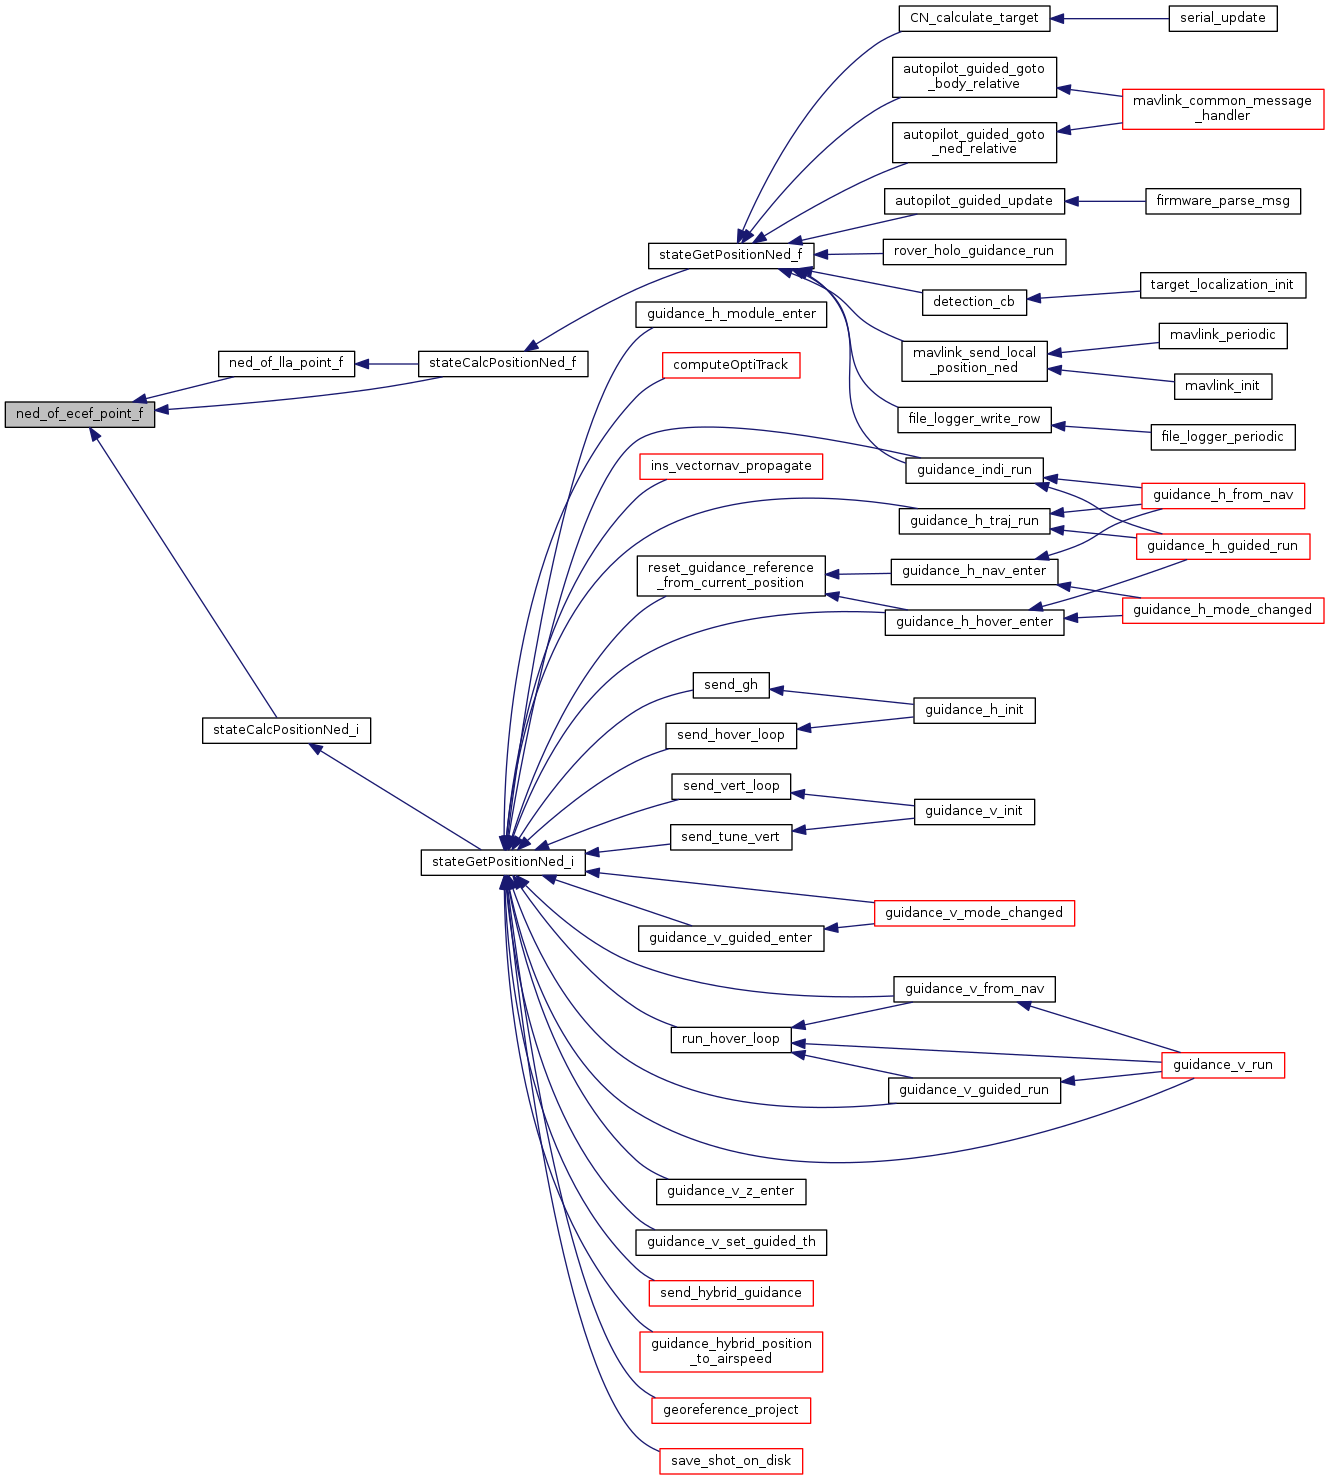 CN_calculate_target
serial_update
autopilot_guided_goto
_body_relative
mavlink_common_message
_handler
autopilot_guided_goto
_ned_relative
autopilot_guided_update
firmware_parse_msg
stateGetPositionNed_f
rover_holo_guidance_run
target_localization_init
detection_cb
guidance_h_module_enter
mavlink_periodic
mavlink_send_local
_position_ned
ned_of_lla_point_f
stateCalcPositionNed_f
computeOptiTrack
mavlink_init
ned_of_ecef_point_f
file_logger_write_row
file_logger_periodic
ins_vectornav_propagate
guidance_indi_run
guidance_h_from_nav
guidance_h_traj_run
guidance_h_guided_run
reset_guidance_reference
_from_current_position
guidance_h_nav_enter
guidance_h_mode_changed
guidance_h_hover_enter
send_gh
guidance_h_init
stateCalcPositionNed_i
send_hover_loop
send_vert_loop
guidance_v_init
send_tune_vert
stateGetPositionNed_i
guidance_v_mode_changed
guidance_v_guided_enter
guidance_v_from_nav
run_hover_loop
guidance_v_run
guidance_v_guided_run
guidance_v_z_enter
guidance_v_set_guided_th
send_hybrid_guidance
guidance_hybrid_position
_to_airspeed
georeference_project
save_shot_on_disk